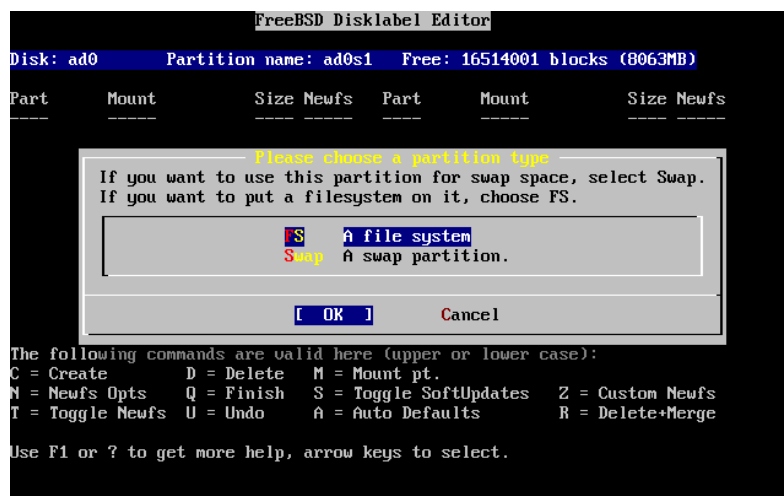 FreeBSD Disklabel Editor
Disk: ad0 Partition name: ad0s1 Free: 16514001 blocks (8063MB)
Part Mount Size Newfs Part Mount Size Newfs
---- ----- ---- ----- ---- ----- ---- -----
Please choose a partition type
If you want to use this partition for swap space, select Swap.
If you want to put a filesystem on it, choose FS.
FS A file system
Swap A swap partition.
[ OK ] Cancel
The following commands are valid here (upper or lower case):
C = Create D = Delete M = Mount pt.
N = Newfs Opts Q = Finish S = Toggle SoftUpdates Z = Custom Newfs
T = Toggle Newfs U = Undo A = Auto Defaults R = Delete+Merge
Use F1 or ? to get more help, arrow keys to select.